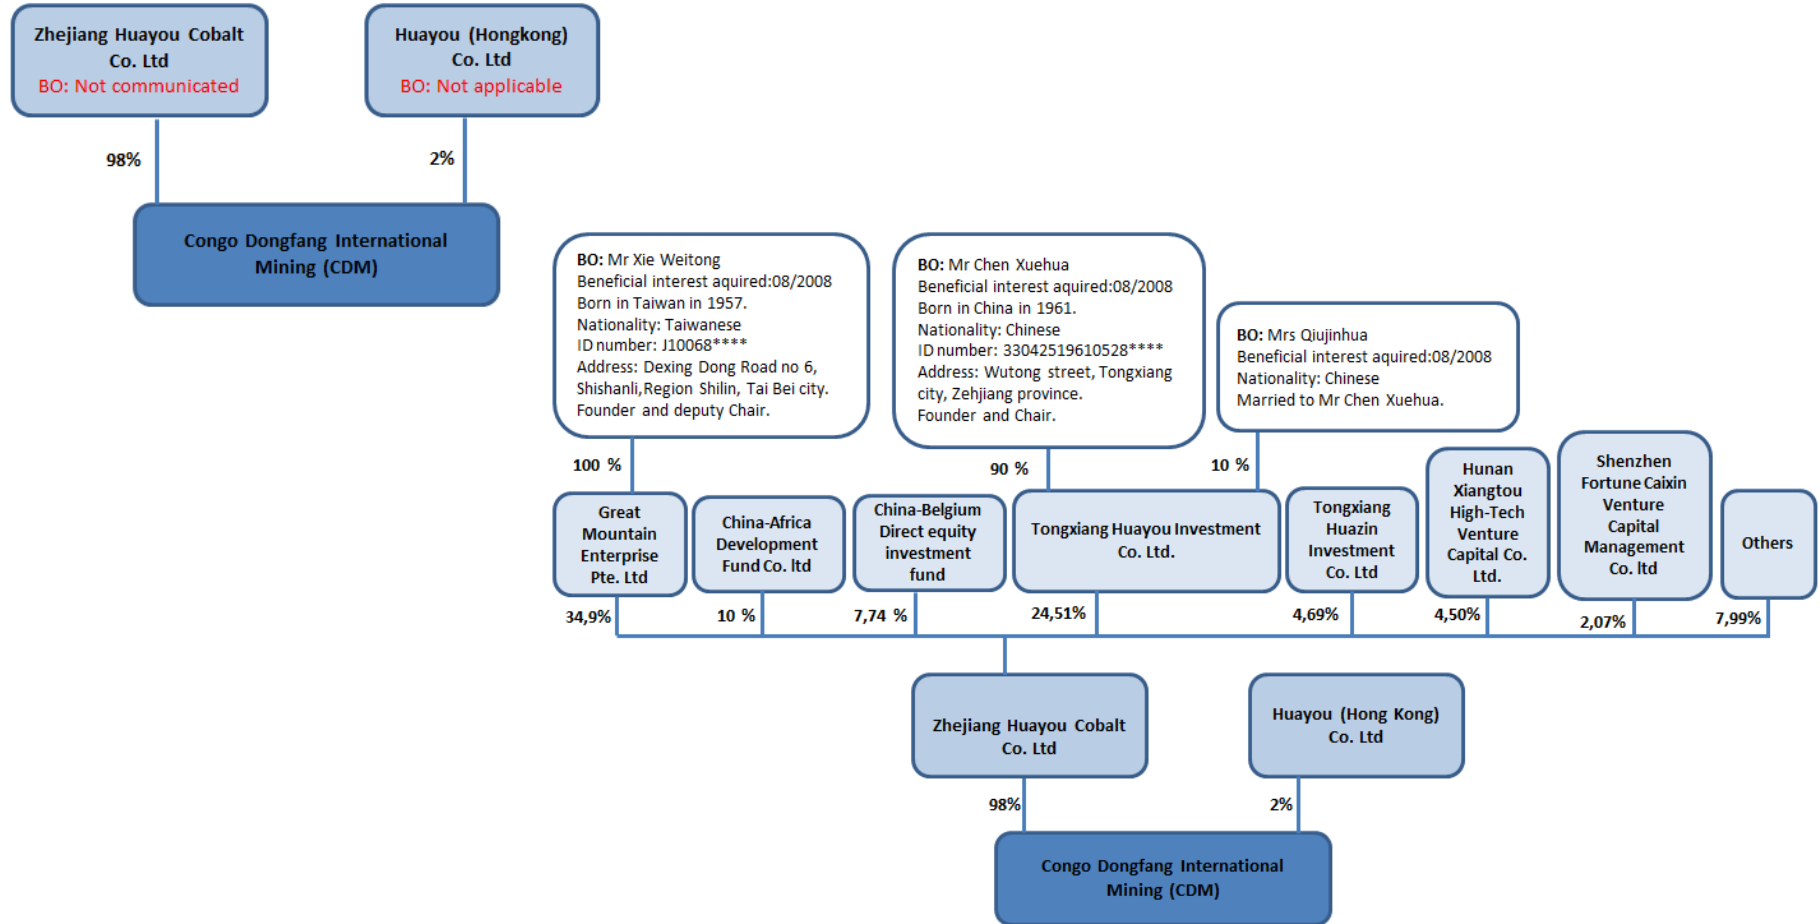 Zhejiang Huayou Cobalt
Co. Ltd
BO: Not communicated
Huayou (Hongkong)
Co. Ltd
BO: Not applicable
98%
2%
Congo Dongfang International
Mining (CDM)
BO: Mr Xie Weitong
Beneficial interest aquired:08/2008
Born in Taiwan in 1957.
Nationality: Taiwanese
ID number: J10068****
Address: Dexing Dong Road no 6,
Shishanli,Region Shilin, Tai Bei city.
Founder and deputy Chair.
BO: Mr Chen Xuehua
Beneficial interest aquired:08/2008
Born in China in 1961.
Nationality: Chinese
ID number: 33042519610528****
Address: Wutong street, Tongxiang
city, Zehjiang province.
Founder and Chair.
BO: Mrs Qiujinhua
Beneficial interest aquired:08/2008
Nationality: Chinese
Married to Mr Chen Xuehua.
100 %
90 %
10 %
Great
Mountain
Enterprise
Pte. Ltd
China-Africa
Development
Fund Co. ltd
China-Belgium
Direct equity
investment
fund
Tongxiang Huayou Investment
Co. Ltd.
Tongxiang
Huazin
Investment
Co. Ltd
Hunan
Xiangtou
High-Tech
Venture
Capital Co.
Ltd.
Shenzhen
Fortune Caixin
Venture
Capital
Management
Co. ltd
Others
34,9%
10 %
7,74 %
24,51%
4,69%
4,50%
2,07%
7,99%
Zhejiang Huayou Cobalt
Co. Ltd
Huayou (Hong Kong)
Co. Ltd
98%
2%
Congo Dongfang International
Mining (CDM)